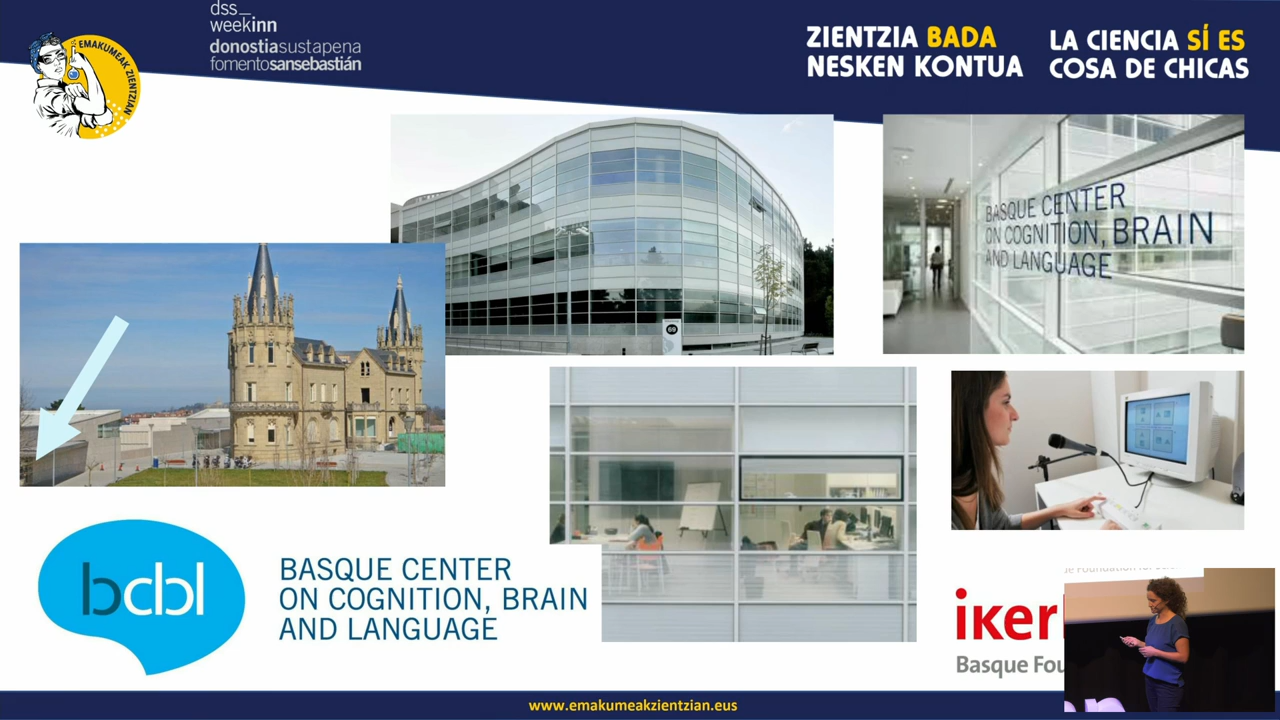 dss_
weekinn
donostiasustapena
fomentosansebastián
EMAKUMEAK ZIENTZIAN
ZIENTZIA BADA
NESKEN KONTUA
LA CIENCIA SÍ ES
COSA DE CHICAS
BASQUE CENTER
ON COGNITION, BRAIN
AND LANGUAGE
69
bcbl
BASQUE CENTER
ON COGNITION, BRAIN
AND LANGUAGE
iker
Basque Fou
www.emakumeakzientzian.eus